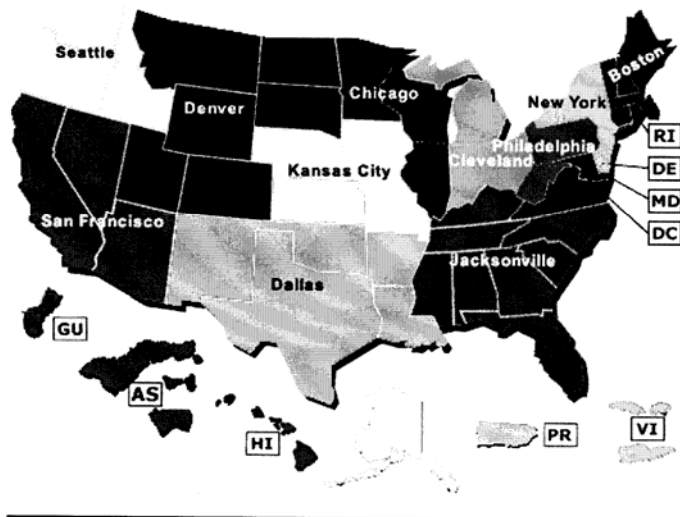 Seattle
Boston
Chicago
Denver
New York
RI
Philadelphia
Cleveland
DE
Kansas City
MD
San Francisco
DC
Jacksonville
Dallas
GU
AS
HI
PR
VI